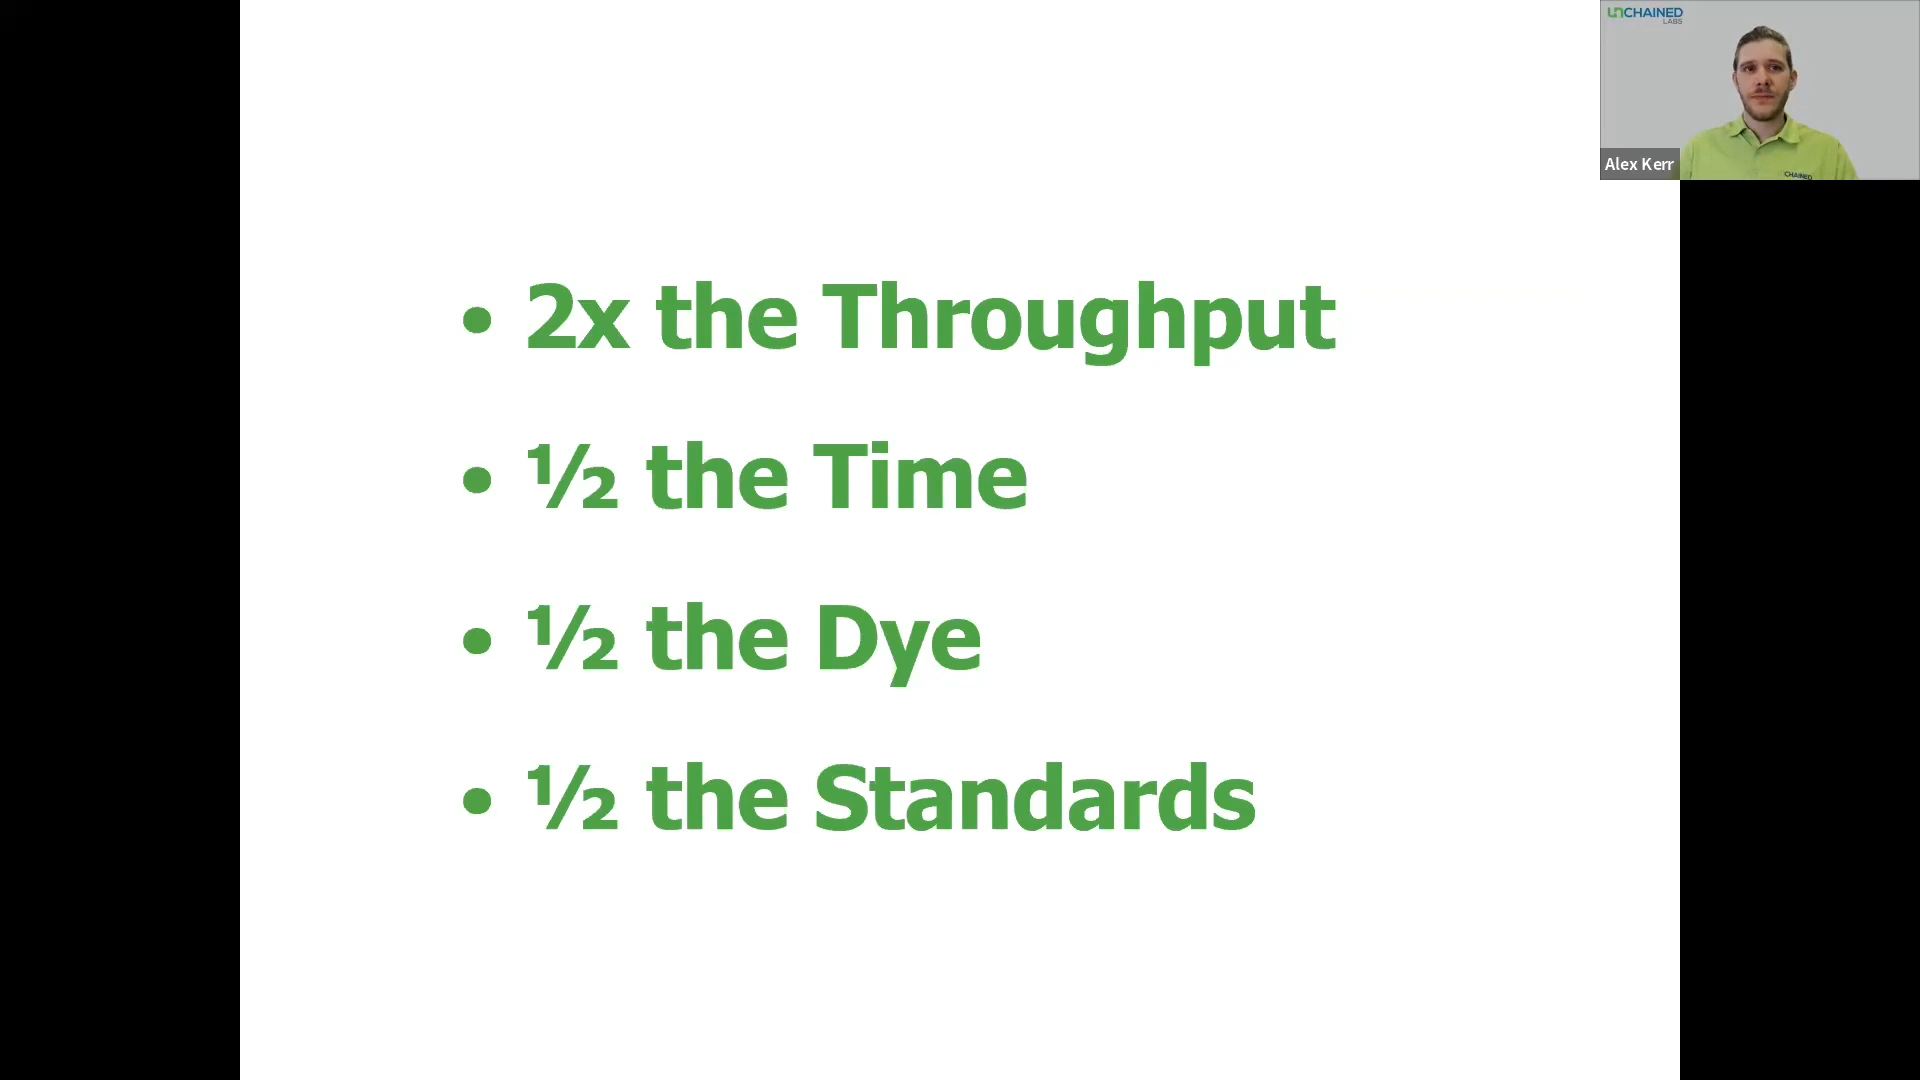 UNCHAINED
LABS
Alex Kerr
CHAINED
• 2x the Throughput
• ½ the Time
• ½ the Dye
• ½ the Standards